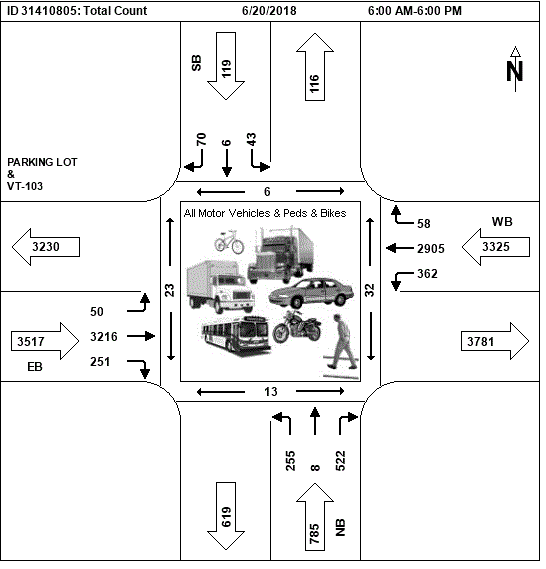 ID 31410805: Total Count 6/20/2018 6:00 AM-6:00 PM
SB
119
116
N
70 6 43
PARKING LOT
&
VT-103
6
All Motor Vehicles & Peds & Bikes
58
WB
3230
2905
3325
362
23
32
50
3517
3216
3781
251
EB
13
255 8 522
619
785
NB